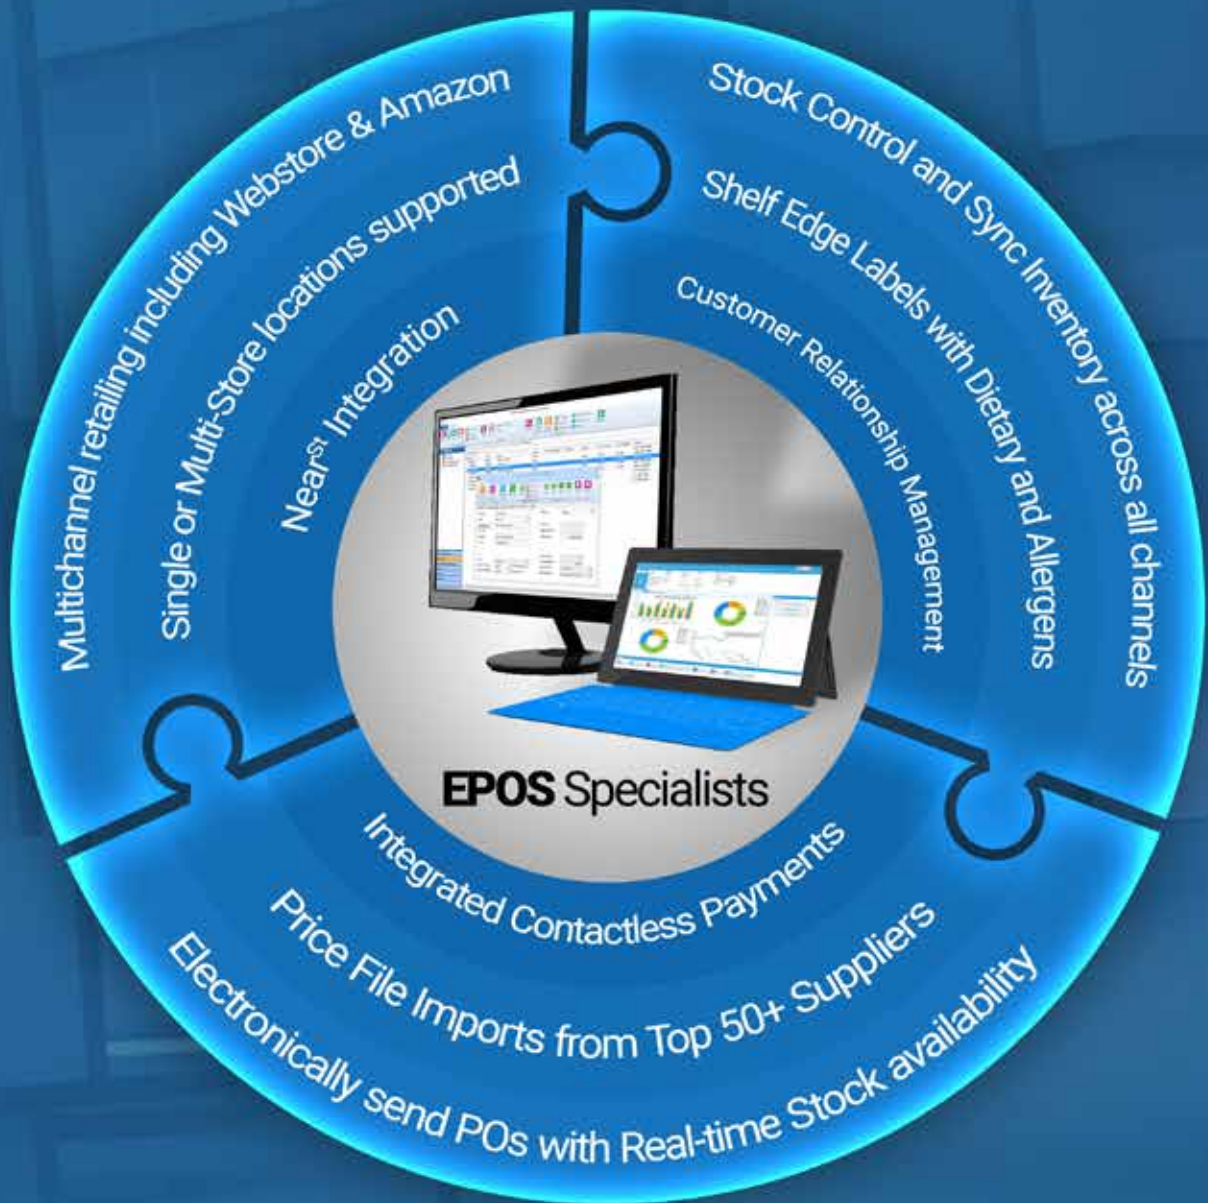 Multichannel retailing including Webstore & Amazon
Single or Multi-Store locations supported
Near^St Integration
Stock Control and Sync Inventory across all channels
Shelf Edge Labels with Dietary and Allergens
Customer Relationship Management
EPOS Specialists
Integrated Contactless Payments
Price File Imports from Top 50+ Suppliers
Electronically send POs with Real-time Stock availability